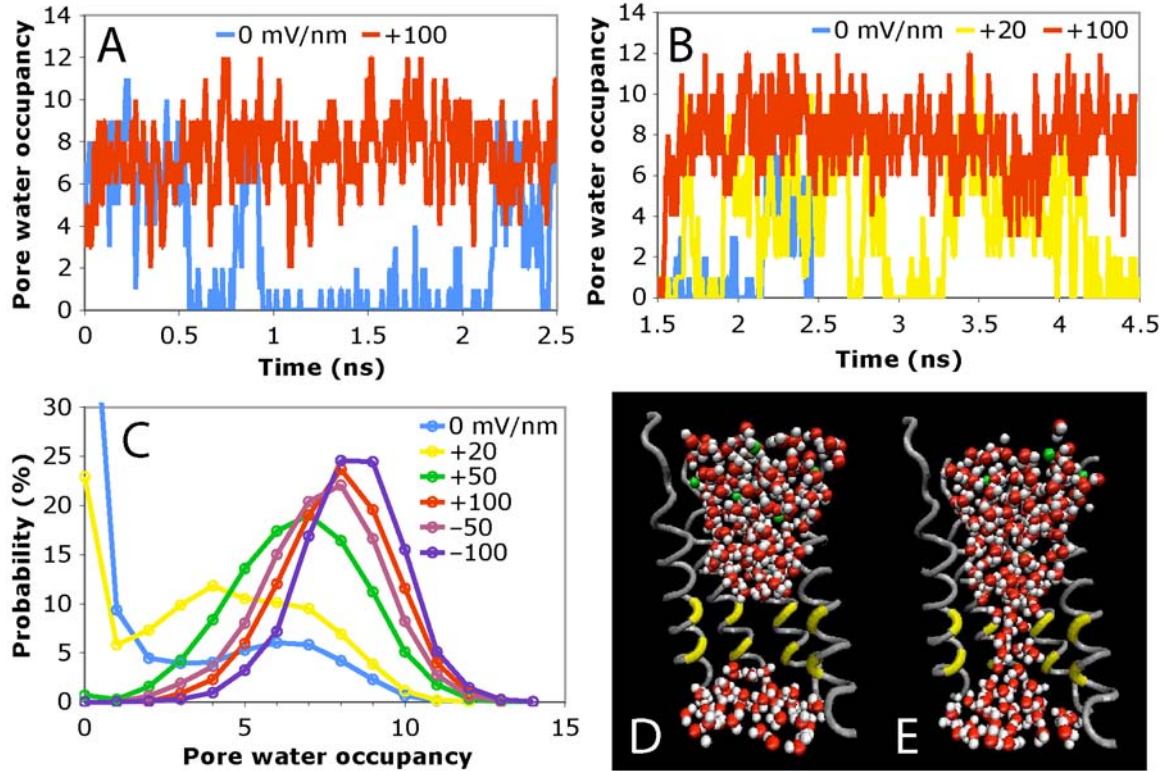 A
0 mV/nm +100
Pore water occupancy
14
12
10
8
6
4
2
0
0 0.5 1 1.5 2 2.5
Time (ns)
B
0 mV/nm +20 +100
Pore water occupancy
14
12
10
8
6
4
2
0
1.5 2 2.5 3 3.5 4 4.5
Time (ns)
C
0 mV/nm
+20
+50
+100
−50
−100
Probability (%)
30
25
20
15
10
5
0
0 5 10 15
Pore water occupancy
D
E